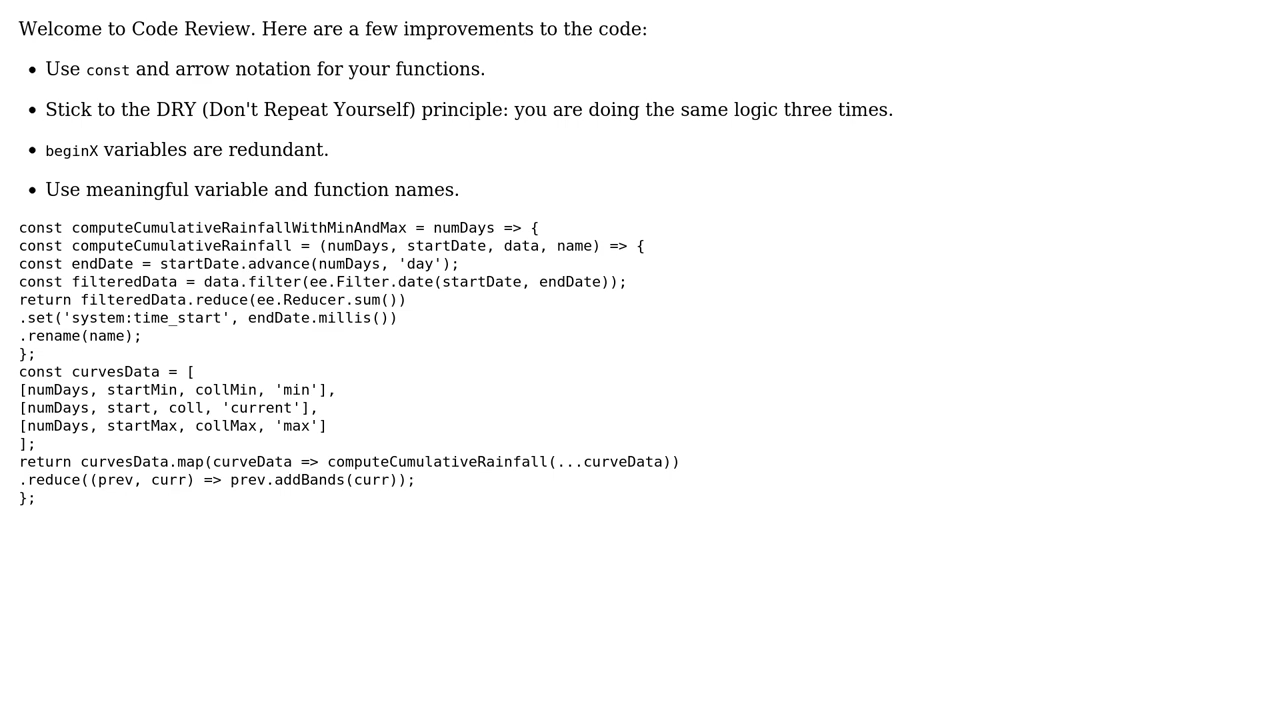 Welcome to Code Review. Here are a few improvements to the code:
• Use const and arrow notation for your functions.
• Stick to the DRY (Don't Repeat Yourself) principle: you are doing the same logic three times.
• beginX variables are redundant.
• Use meaningful variable and function names.
const computeCumulativeRainfallWithMinAndMax = numDays => {
const computeCumulativeRainfall = (numDays, startDate, data, name) => {
const endDate = startDate.advance(numDays, 'day');
const filteredData = data.filter(ee.Filter.date(startDate, endDate));
return filteredData.reduce(ee.Reducer.sum())
.set('system:time_start', endDate.millis())
.rename(name);
};
const curvesData = [
[numDays, startMin, collMin, 'min'],
[numDays, start, coll, 'current'],
[numDays, startMax, collMax, 'max']
];
return curvesData.map(curveData => computeCumulativeRainfall(...curveData))
.reduce((prev, curr) => prev.addBands(curr));
};